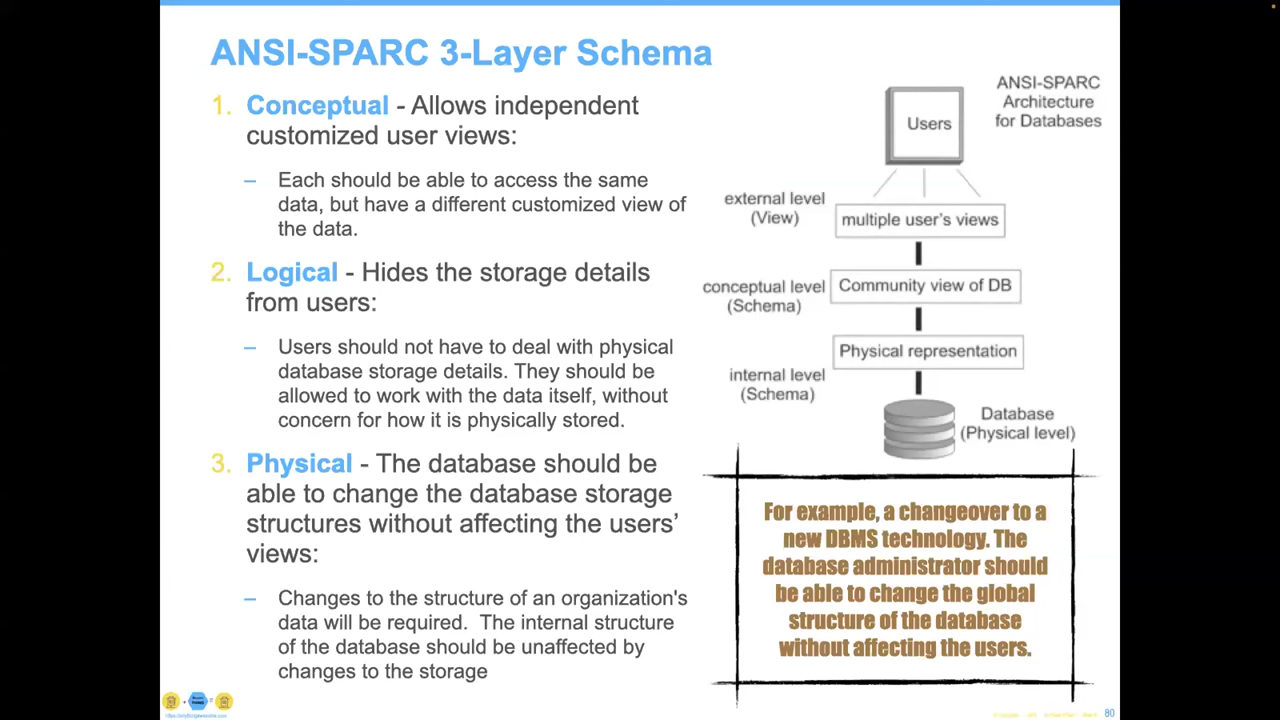 ANSI-SPARC 3-Layer Schema
1. Conceptual - Allows independent
customized user views:
– Each should be able to access the same
data, but have a different customized view of
the data.
2. Logical - Hides the storage details
from users:
– Users should not have to deal with physical
database storage details. They should be
allowed to work with the data itself, without
concern for how it is physically stored.
3. Physical - The database should be
able to change the database storage
structures without affecting the users’
views:
– Changes to the structure of an organization's
data will be required. The internal structure
of the database should be unaffected by
changes to the storage
ANSI-SPARC
Architecture
for Databases
Users
external level
(View)
multiple user's views
conceptual level
(Schema)
Community view of DB
Physical representation
internal level
(Schema)
Database
(Physical level)
For example, a changeover to a
new DBMS technology. The
database administrator should
be able to change the global
structure of the database
without affecting the users.
80